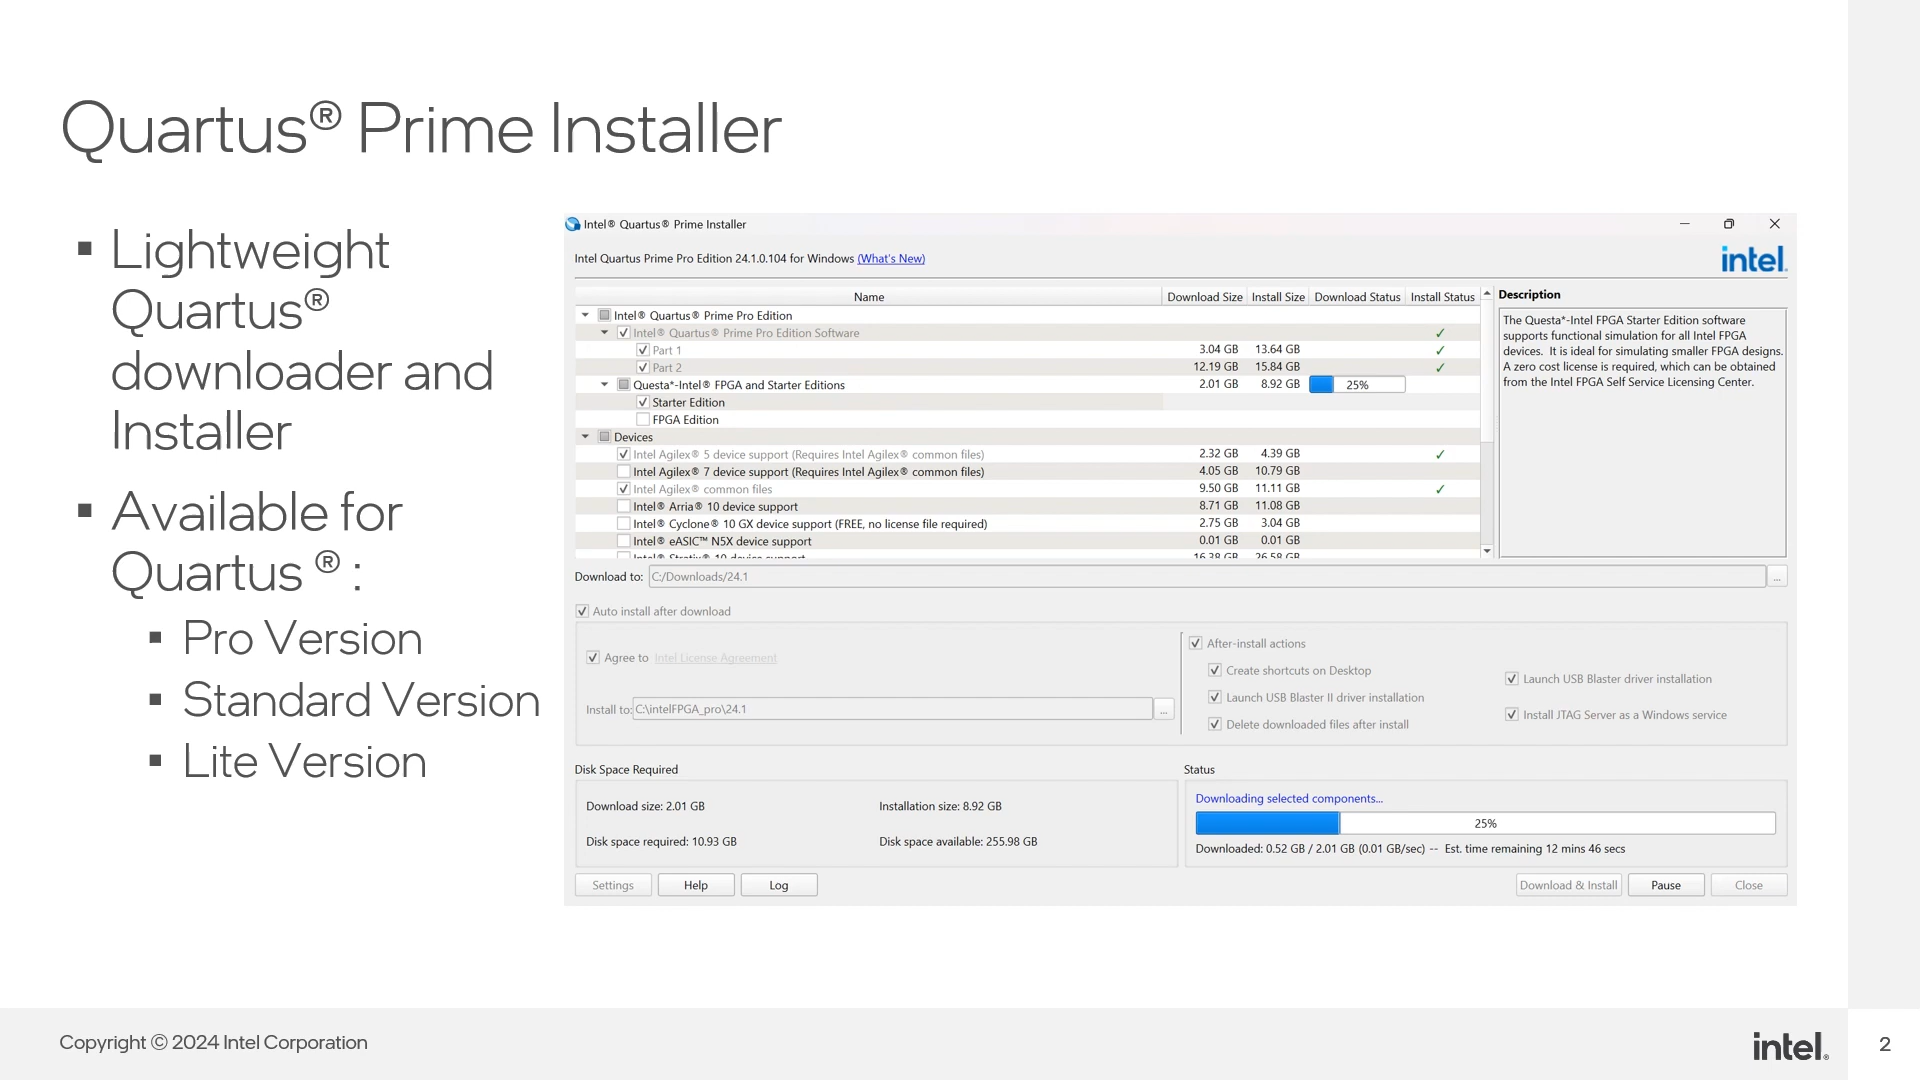 Quartus® Prime Installer
▪ Lightweight
Quartus®
downloader and
Installer
▪ Available for
Quartus ® :
▪ Pro Version
▪ Standard Version
▪ Lite Version
Intel® Quartus® Prime Installer
Intel Quartus Prime Pro Edition 24.1.0.104 for Windows (What's New)
intel.
Name Download Size Install Size Download Status Install Status
Intel® Quartus® Prime Pro Edition
Intel® Quartus® Prime Pro Edition Software ✓
Part 1 3.04 GB 13.64 GB ✓
Part 2 12.19 GB 15.84 GB ✓
Questa*-Intel® FPGA and Starter Editions 2.01 GB 8.92 GB 25%
Starter Edition
FPGA Edition
Devices
Intel Agilex® 5 device support (Requires Intel Agilex® common files) 2.32 GB 4.39 GB ✓
Intel Agilex® 7 device support (Requires Intel Agilex® common files) 4.05 GB 10.79 GB
Intel Agilex® common files 9.50 GB 11.11 GB ✓
Intel® Arria® 10 device support 8.71 GB 11.08 GB
Intel® Cyclone® 10 GX device support (FREE, no license file required) 2.75 GB 3.04 GB
Intel® eASIC™ N5X device support 0.01 GB 0.01 GB
Intel® Stratix® 10 device support 16.38 GB 26.58 GB
Description
The Questa*-Intel FPGA Starter Edition software
supports functional simulation for all Intel FPGA
devices. It is ideal for simulating smaller FPGA designs.
A zero cost license is required, which can be obtained
from the Intel FPGA Self Service Licensing Center.
Download to: C:/Downloads/24.1 ...
Auto install after download
Agree to Intel License Agreement
Install to: C:\intelFPGA_pro\24.1 ...
After-install actions
Create shortcuts on Desktop
Launch USB Blaster II driver installation
Delete downloaded files after install
Launch USB Blaster driver installation
Install JTAG Server as a Windows service
Disk Space Required
Download size: 2.01 GB Installation size: 8.92 GB
Disk space required: 10.93 GB Disk space available: 255.98 GB
Status
Downloading selected components...
25%
Downloaded: 0.52 GB / 2.01 GB (0.01 GB/sec) -- Est. time remaining 12 mins 46 secs
Settings Help Log Download & Install Pause Close
Copyright © 2024 Intel Corporation
intel.
2